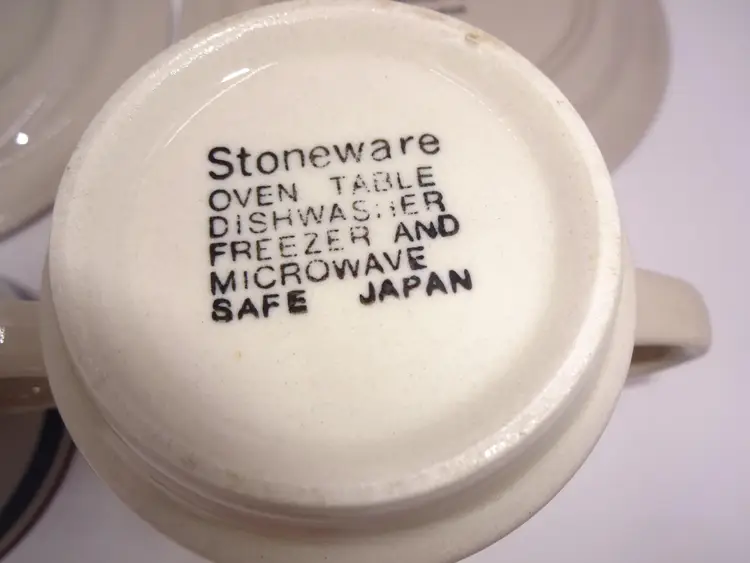 Stoneware
OVEN TABLE
DISHWASHER
FREEZER AND
MICROWAVE
SAFE JAPAN